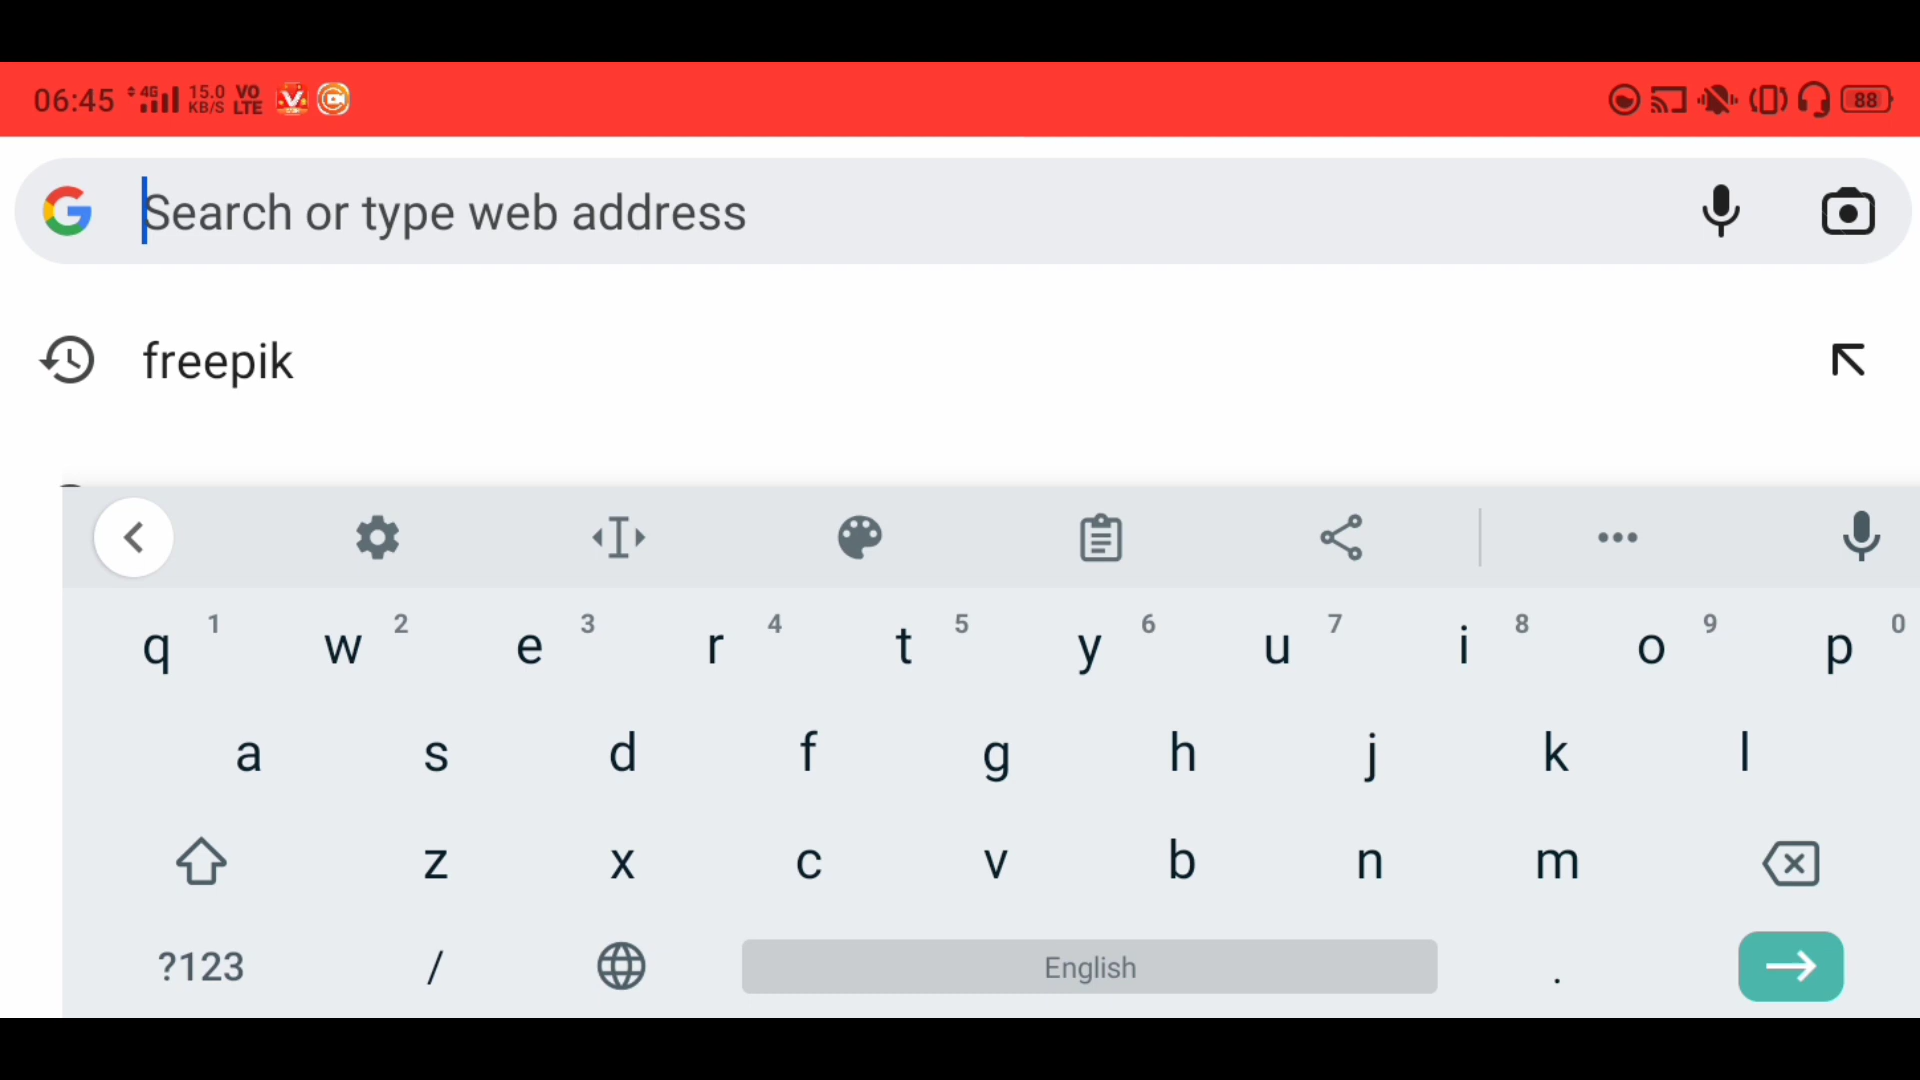 06:45 4G 15.0 KB/S VO LTE 88
Search or type web address
freepik
q 1 w 2 e 3 r 4 t 5 y 6 u 7 i 8 o 9 p 0
a s d f g h j k l
z x c v b n m
?123 / English .